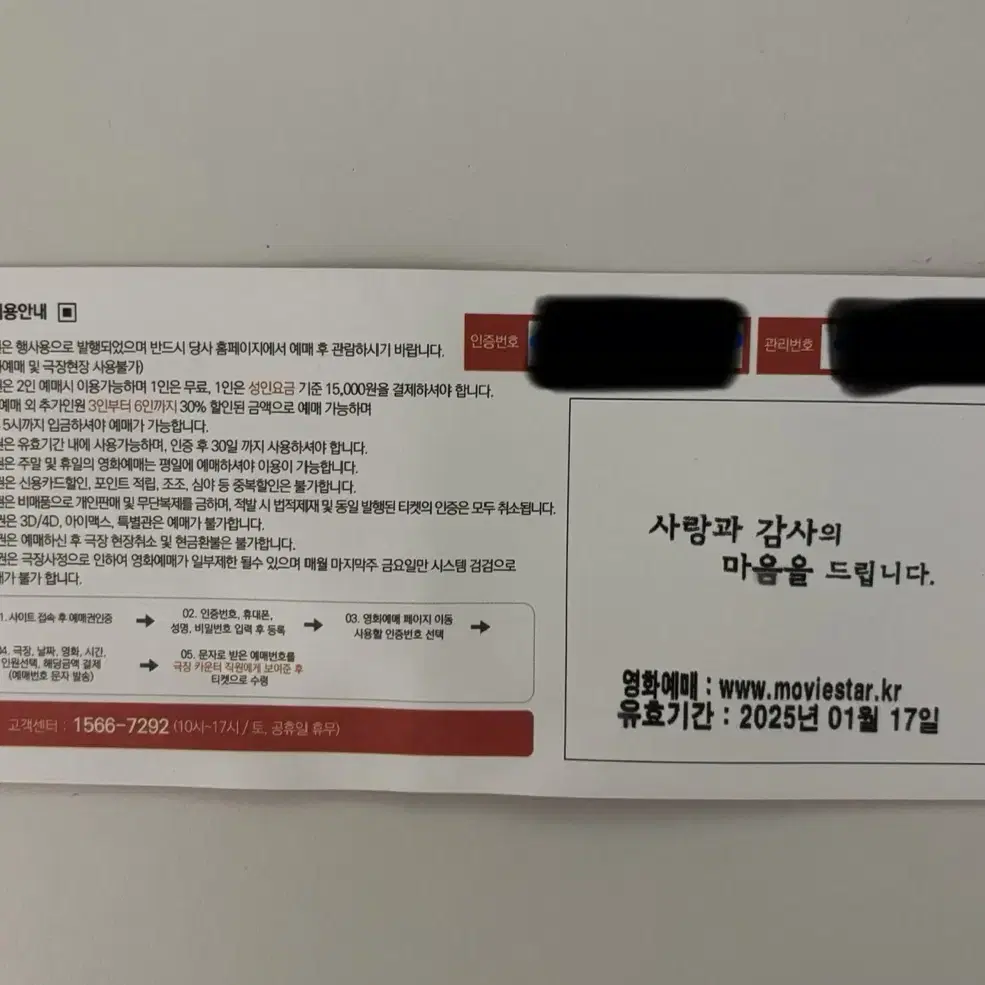 용안내
은 행사용으로 발행되었으며 반드시 당사 홈페이지에서 예매 후 관람하시기 바랍니다.
예매 및 극장현장 사용불가)
은 2인 예매시 이용가능하며 1인은 무료, 1인은 성인요금 기준 15,000원을 결제하셔야 합니다.
예매 외 추가인원 3인부터 6인까지 30% 할인된 금액으로 예매 가능하며
5시까지 입금하셔야 예매가 가능합니다.
은 유효기간 내에 사용가능하며, 인증 후 30일 까지 사용하셔야 합니다.
권은 주말 및 휴일의 영화예매는 평일에 예매하셔야 이용이 가능합니다.
권은 신용카드할인, 포인트 적립, 조조, 심야 등 중복할인은 불가합니다.
권은 비매품으로 개인판매 및 무단복제를 금하며, 적발 시 법적제재 및 동일 발행된 티켓의 인증은 모두 취소됩니다.
권은 3D/4D, 아이맥스, 특별관은 예매가 불가합니다.
권은 예매하신 후 극장 현장취소 및 현금환불은 불가합니다.
권은 극장사정으로 인하여 영화예매가 일부제한 될수 있으며 매월 마지막주 금요일만 시스템 검검으로
가 불가 합니다.
1. 사이트 접속 후 예매권인증
02. 인증번호, 휴대폰,
성명, 비밀번호 입력 후 등록
03. 영화예매 페이지 이동
사용할 인증번호 선택
04. 극장, 날짜, 영화, 시간,
인원선택, 해당금액 결제
(예매번호 문자 발송)
05. 문자로 받은 예매번호를
극장 카운터 직원에게 보여준 후
티켓으로 수령
고객센터 : 1566-7292 (10시~17시 / 토, 공휴일 휴무)
인증번호
관리번호
사랑과 감사의
마음을 드립니다.
영화예매 : www.moviestar.kr
유효기간 : 2025년 01월 17일